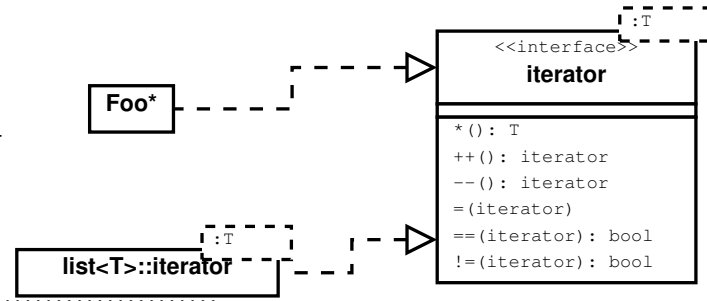 :T
<<interface>>
iterator
Foo*
*(): T
++(): iterator
--(): iterator
=(iterator)
==(iterator): bool
!=(iterator): bool
:T
list<T>::iterator